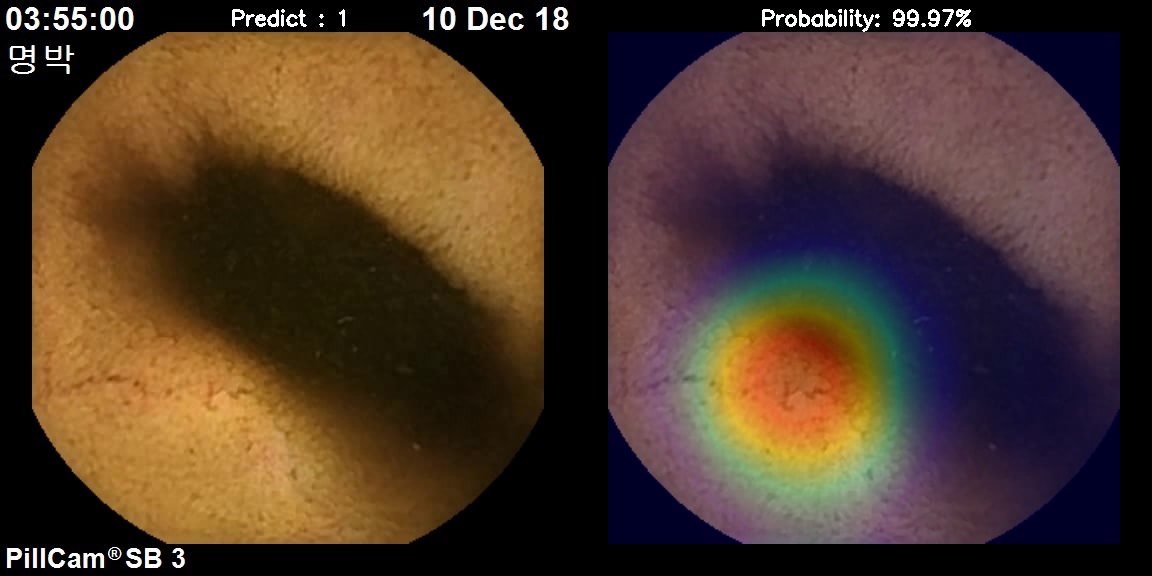 03:55:00
Predict : 1
10 Dec 18
Probability: 99.97%
명박
PillCam® SB 3